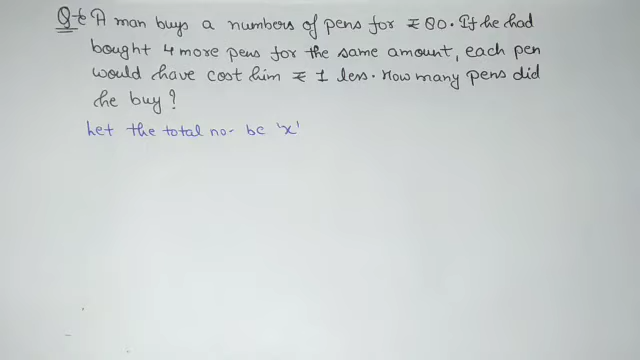 Q-6 A man buys a numbers of pens for ₹ 80. If he had
bought 4 more pens for the same amount, each pen
would have cost him ₹ 1 less. How many pens did
he buy?
Let the total no- be 'x'